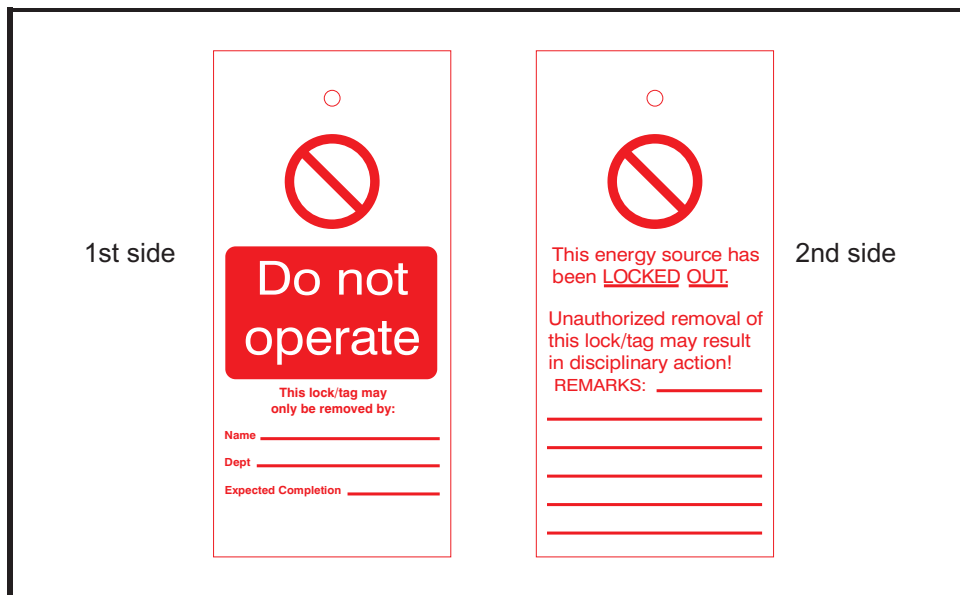 1st side
Do not
operate
This lock/tag may
only be removed by:
Name
Dept
Expected Completion
This energy source has
been LOCKED OUT.
Unauthorized removal of
this lock/tag may result
in disciplinary action!
REMARKS:
2nd side